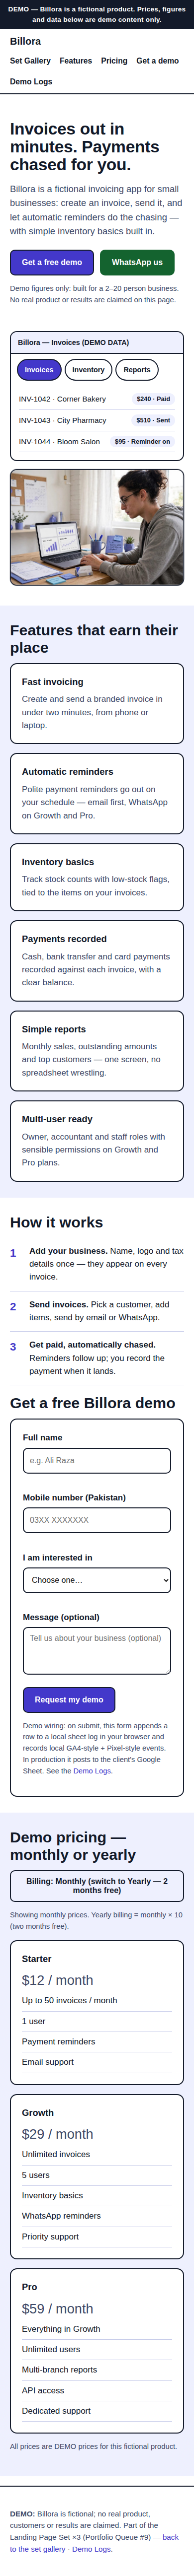 DEMO — Billora is a fictional product. Prices, figures
and data below are demo content only.
Billora
Set Gallery Features Pricing Get a demo
Demo Logs
Invoices out in
minutes. Payments
chased for you.
Billora is a fictional invoicing app for small
businesses: create an invoice, send it, and
let automatic reminders do the chasing —
with simple inventory basics built in.
Get a free demo WhatsApp us
Demo figures only: built for a 2–20 person business.
No real product or results are claimed on this page.
Billora — Invoices (DEMO DATA)
Invoices Inventory Reports
INV-1042 · Corner Bakery $240 · Paid
INV-1043 · City Pharmacy $510 · Sent
INV-1044 · Bloom Salon $95 · Reminder on
Features that earn their
place
Fast invoicing
Create and send a branded invoice in
under two minutes, from phone or
laptop.
Automatic reminders
Polite payment reminders go out on
your schedule — email first, WhatsApp
on Growth and Pro.
Inventory basics
Track stock counts with low-stock flags,
tied to the items on your invoices.
Payments recorded
Cash, bank transfer and card payments
recorded against each invoice, with a
clear balance.
Simple reports
Monthly sales, outstanding amounts
and top customers — one screen, no
spreadsheet wrestling.
Multi-user ready
Owner, accountant and staff roles with
sensible permissions on Growth and
Pro plans.
How it works
1 Add your business. Name, logo and tax
details once — they appear on every
invoice.
2 Send invoices. Pick a customer, add
items, send by email or WhatsApp.
3 Get paid, automatically chased.
Reminders follow up; you record the
payment when it lands.
Get a free Billora demo
Full name
e.g. Ali Raza
Mobile number (Pakistan)
03XX XXXXXXX
I am interested in
Choose one…
Message (optional)
Tell us about your business (optional)
Request my demo
Demo wiring: on submit, this form appends a
row to a local sheet log in your browser and
records local GA4-style + Pixel-style events.
In production it posts to the client's Google
Sheet. See the Demo Logs.
Demo pricing —
monthly or yearly
Billing: Monthly (switch to Yearly — 2
months free)
Showing monthly prices. Yearly billing = monthly × 10
(two months free).
Starter
$12 / month
Up to 50 invoices / month
1 user
Payment reminders
Email support
Growth
$29 / month
Unlimited invoices
5 users
Inventory basics
WhatsApp reminders
Priority support
Pro
$59 / month
Everything in Growth
Unlimited users
Multi-branch reports
API access
Dedicated support
All prices are DEMO prices for this fictional product.
DEMO: Billora is fictional; no real product,
customers or results are claimed. Part of the
Landing Page Set ×3 (Portfolio Queue #9) — back
to the set gallery · Demo Logs.